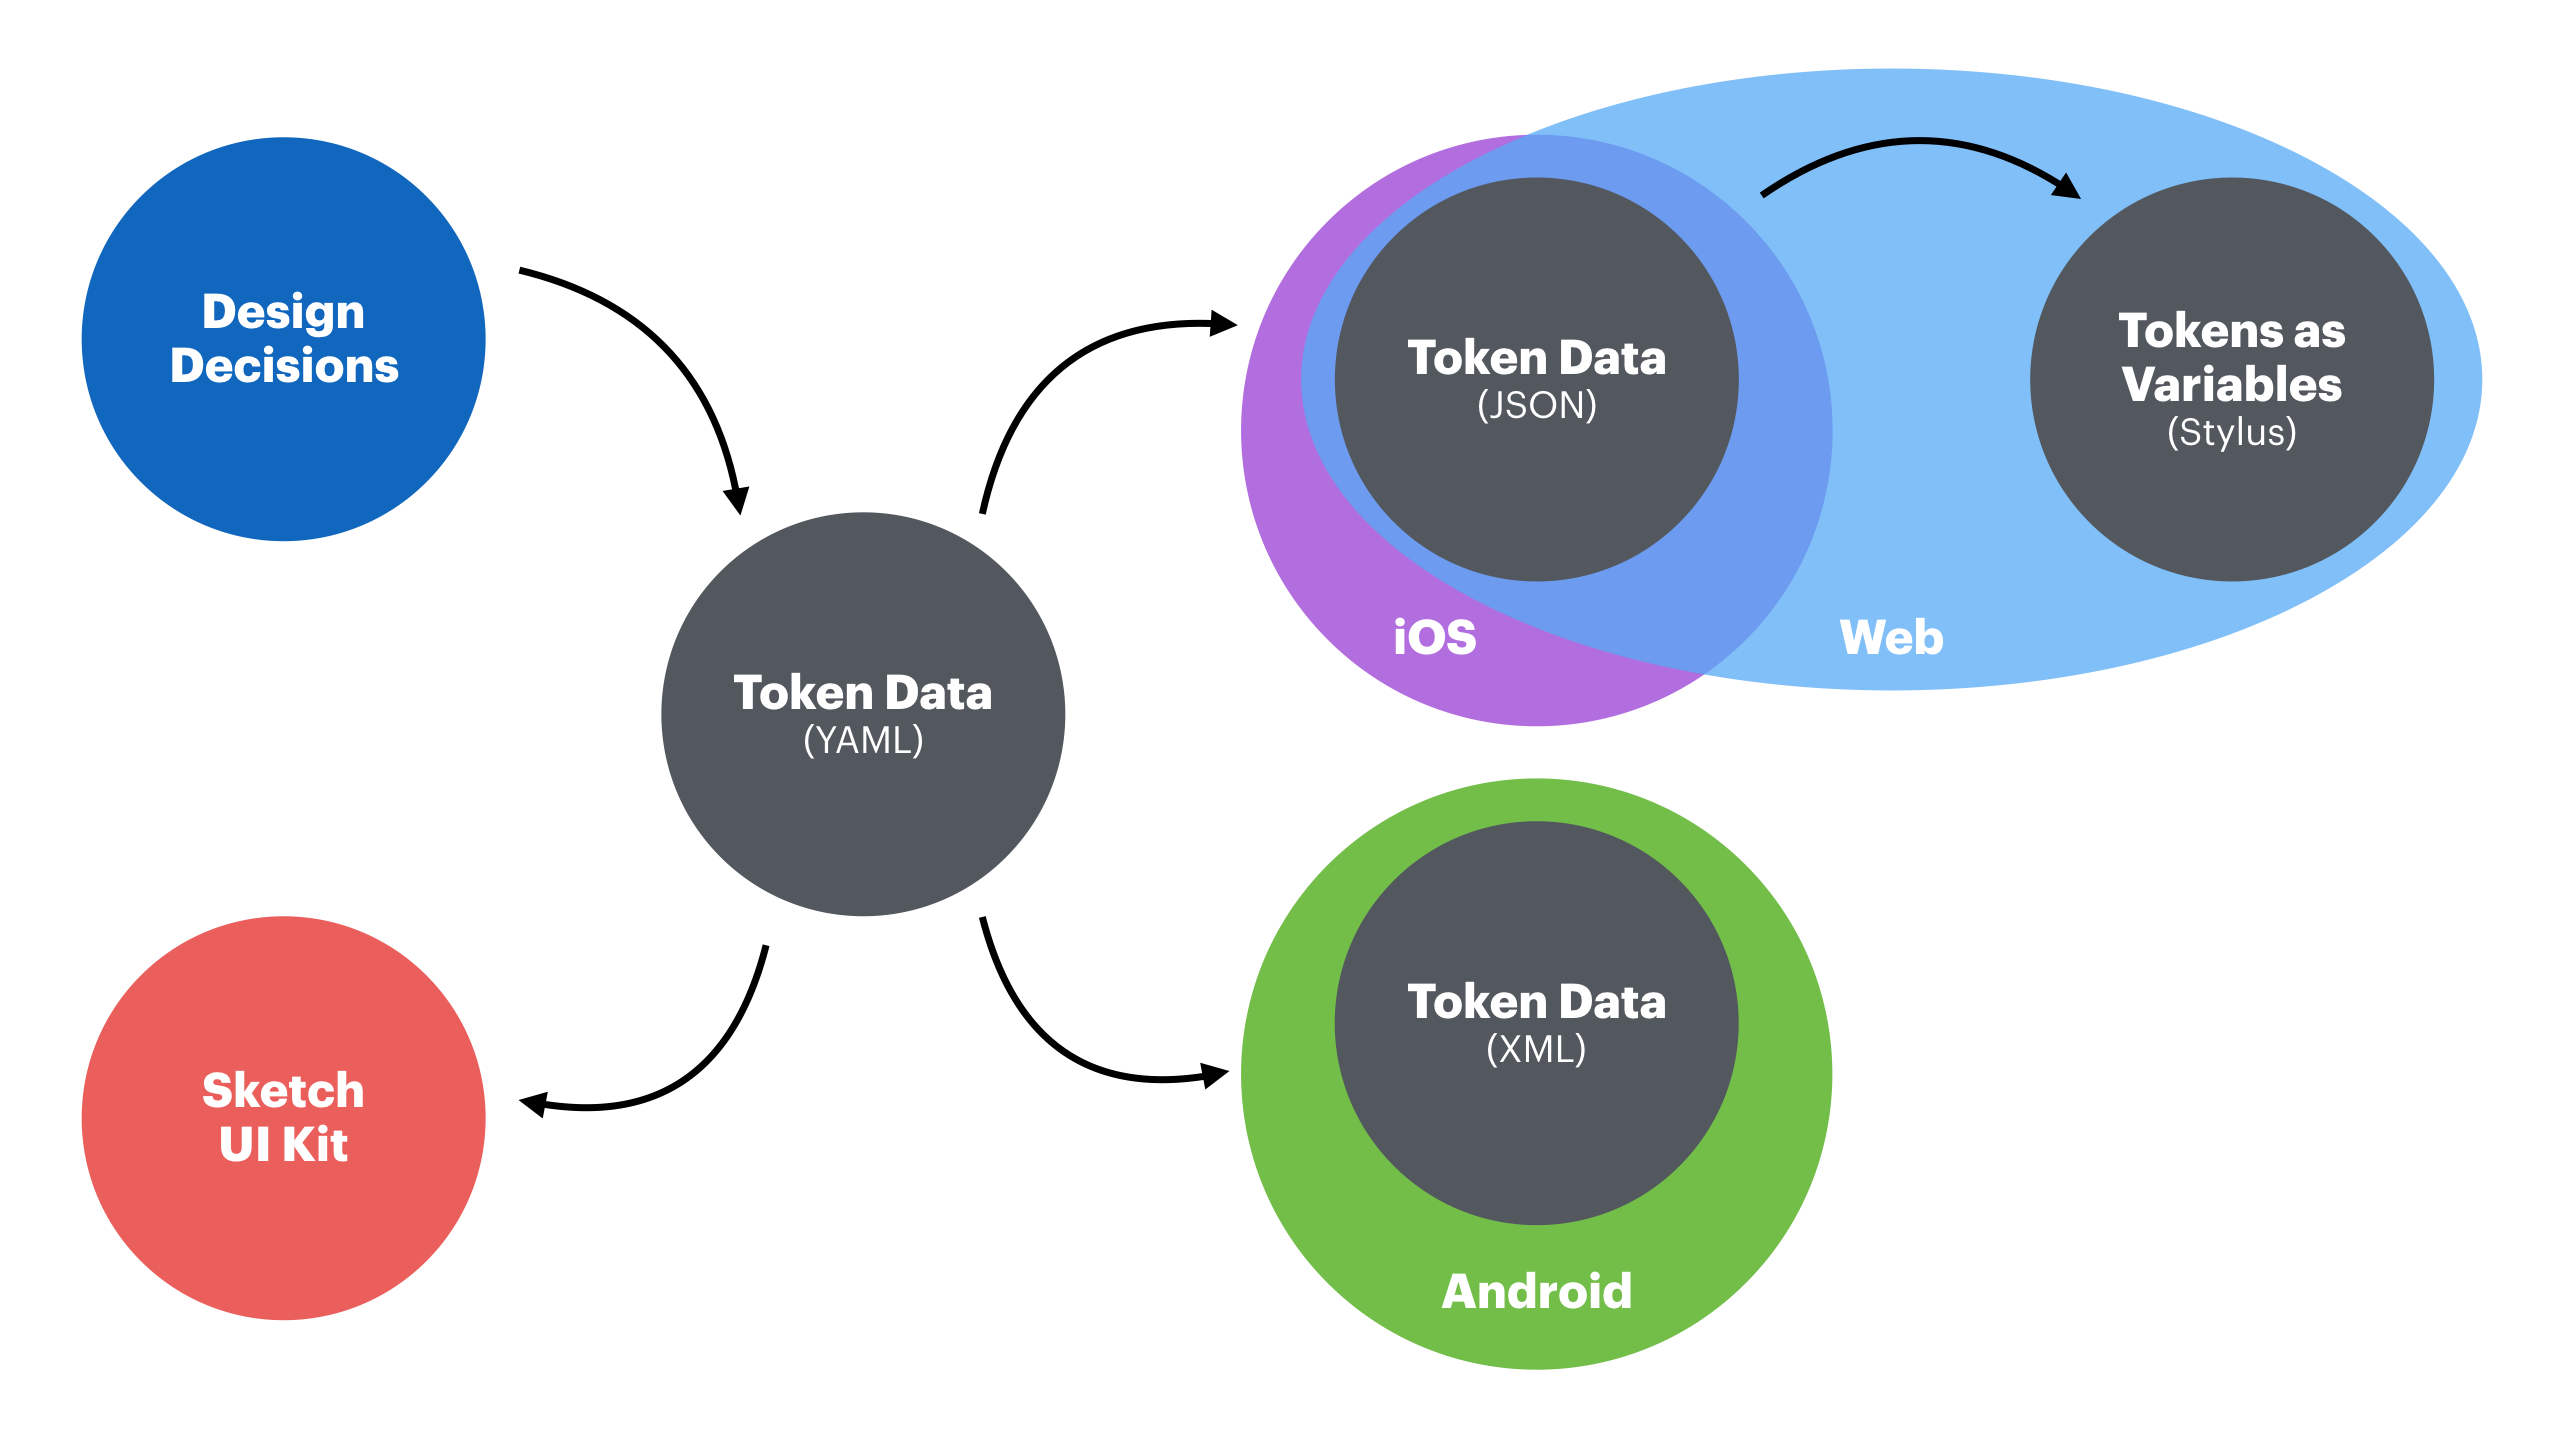 Design
Decisions
Token Data
(YAML)
Sketch
UI Kit
Token Data
(JSON)
iOS
Web
Tokens as
Variables
(Stylus)
Token Data
(XML)
Android